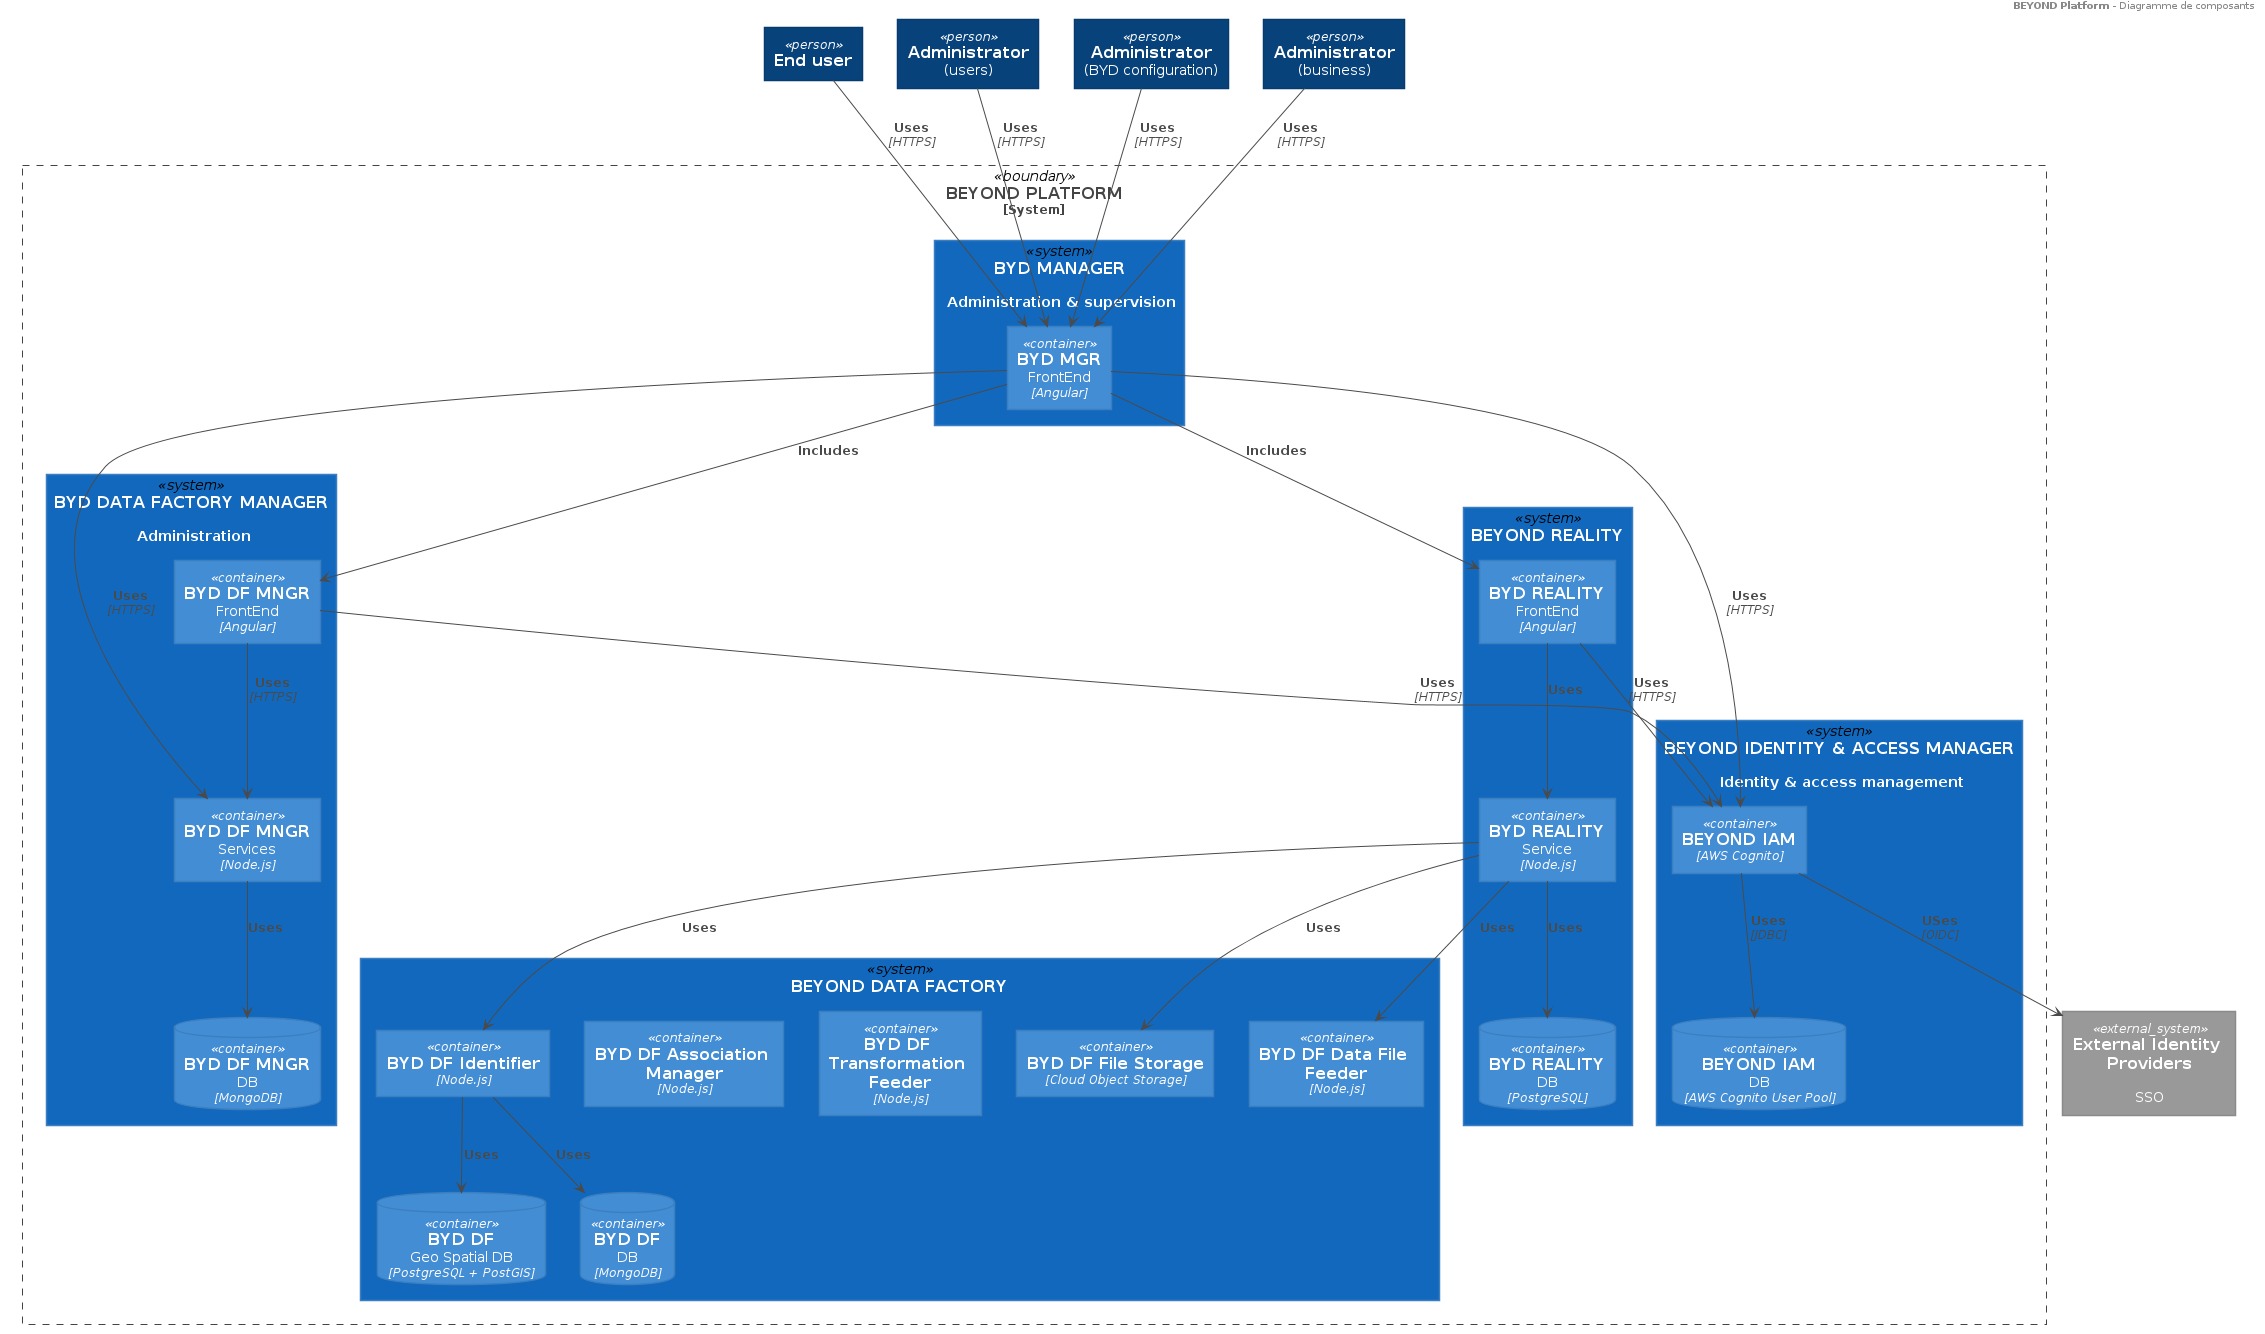 BEYOND Platform - Diagramme de composants
«person»
End user
«person»
Administrator
(users)
«person»
Administrator
(BYD configuration)
«person»
Administrator
(business)
Uses
[HTTPS]
Uses
[HTTPS]
Uses
[HTTPS]
Uses
[HTTPS]
«boundary»
BEYOND PLATFORM
[System]
«system»
BYD MANAGER
Administration & supervision
«container»
BYD MGR
FrontEnd
[Angular]
Includes
Includes
«system»
BYD DATA FACTORY MANAGER
Administration
«container»
BYD DF MNGR
FrontEnd
[Angular]
Uses
[HTTPS]
Uses
[HTTPS]
«container»
BYD DF MNGR
Services
[Node.js]
Uses
«container»
BYD DF MNGR
DB
[MongoDB]
«system»
BEYOND REALITY
«container»
BYD REALITY
FrontEnd
[Angular]
Uses
[HTTPS]
Uses
[HTTPS]
Uses
Uses
[HTTPS]
«container»
BYD REALITY
Service
[Node.js]
Uses
Uses
Uses
Uses
«container»
BYD REALITY
DB
[PostgreSQL]
«system»
BEYOND IDENTITY & ACCESS MANAGER
Identity & access management
«container»
BEYOND IAM
[AWS Cognito]
Uses
[JDBC]
USes
[OIDC]
«container»
BEYOND IAM
DB
[AWS Cognito User Pool]
«external_system»
External Identity
Providers
SSO
«system»
BEYOND DATA FACTORY
«container»
BYD DF Identifier
[Node.js]
«container»
BYD DF Association
Manager
[Node.js]
«container»
BYD DF
Transformation
Feeder
[Node.js]
«container»
BYD DF File Storage
[Cloud Object Storage]
«container»
BYD DF Data File
Feeder
[Node.js]
Uses
Uses
«container»
BYD DF
Geo Spatial DB
[PostgreSQL + PostGIS]
«container»
BYD DF
DB
[MongoDB]